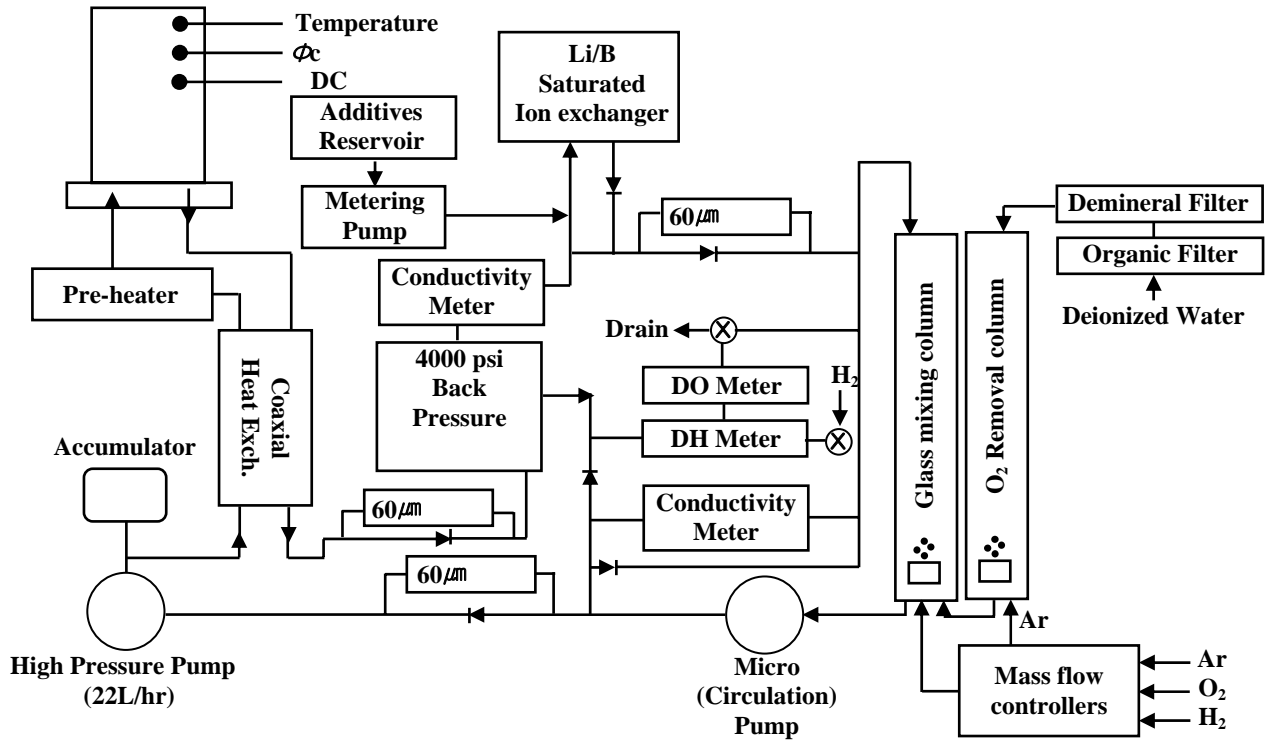 Temperature
Φc
DC
Additives
Reservoir
Metering
Pump
Li/B
Saturated
Ion exchanger
60㎛
Conductivity
Meter
Pre-heater
Coaxial
Heat Exch.
4000 psi
Back
Pressure
Drain
DO Meter
H₂
DH Meter
Conductivity
Meter
Accumulator
60㎛
60㎛
Glass mixing column
O₂ Removal column
Demineral Filter
Organic Filter
Deionized Water
High Pressure Pump
(22L/hr)
Micro
(Circulation)
Pump
Ar
Mass flow
controllers
Ar
O₂
H₂